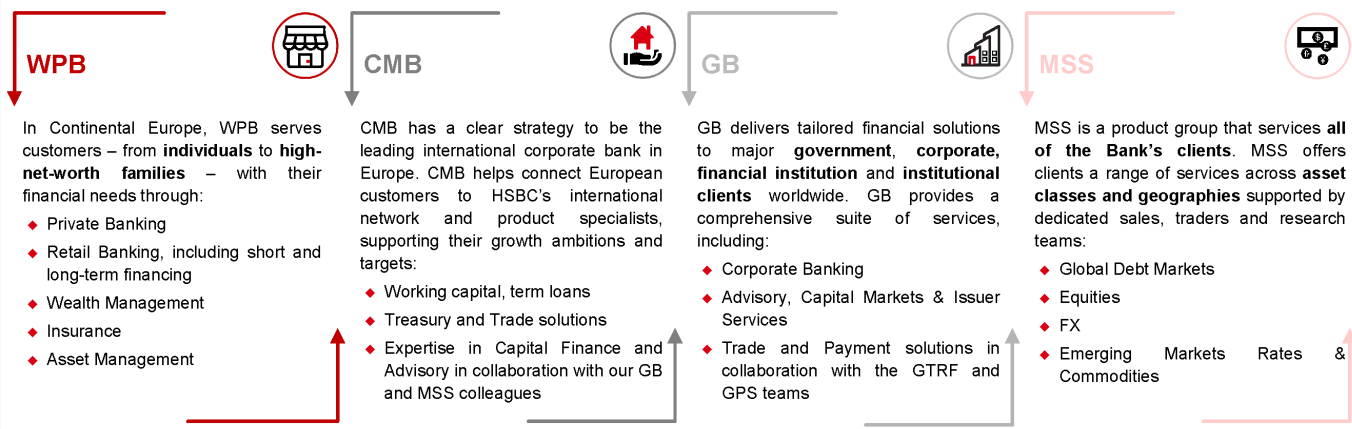 WPB
In Continental Europe, WPB serves
customers – from individuals to high-
net-worth families – with their
financial needs through:
Private Banking
Retail Banking, including short and
long-term financing
Wealth Management
Insurance
Asset Management
CMB
CMB has a clear strategy to be the
leading international corporate bank in
Europe. CMB helps connect European
customers to HSBC's international
network and product specialists,
supporting their growth ambitions and
targets:
Working capital, term loans
Treasury and Trade solutions
Expertise in Capital Finance and
Advisory in collaboration with our GB
and MSS colleagues
GB
GB delivers tailored financial solutions
to major government, corporate,
financial institution and institutional
clients worldwide. GB provides a
comprehensive suite of services,
including:
Corporate Banking
Advisory, Capital Markets & Issuer
Services
Trade and Payment solutions in
collaboration with the GTRF and
GPS teams
MSS
MSS is a product group that services all
of the Bank's clients. MSS offers
clients a range of services across asset
classes and geographies supported by
dedicated sales, traders and research
teams:
Global Debt Markets
Equities
FX
Emerging Markets Rates &
Commodities